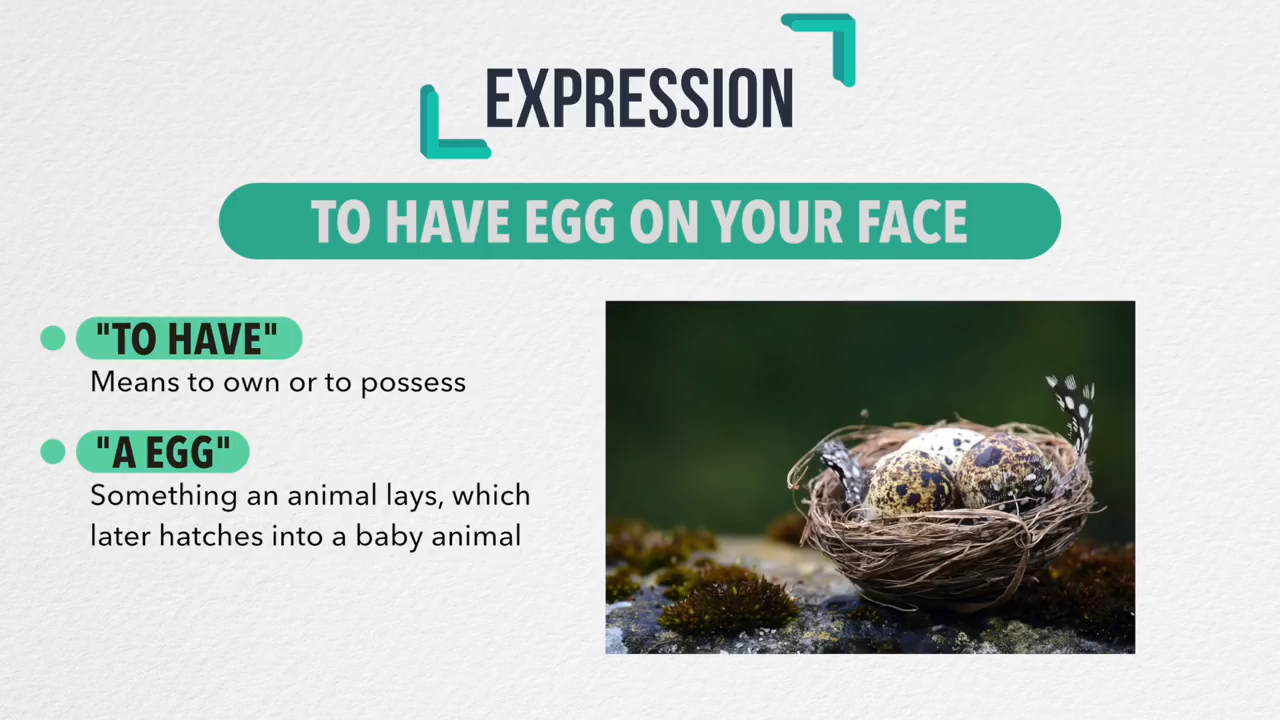 EXPRESSION
TO HAVE EGG ON YOUR FACE
"TO HAVE"
Means to own or to possess
"A EGG"
Something an animal lays, which
later hatches into a baby animal